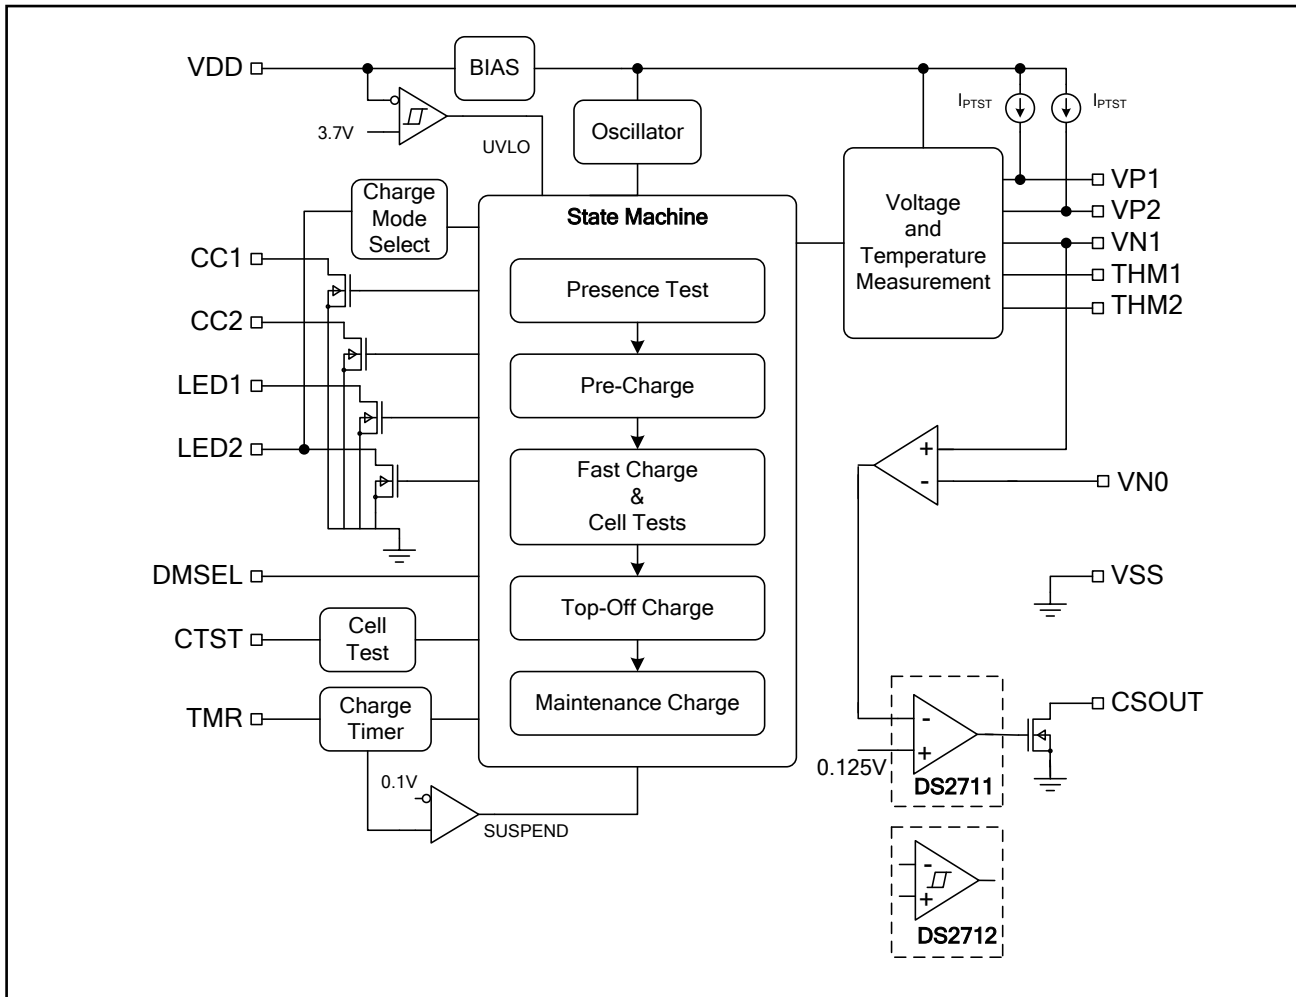 VDD
BIAS
I_PTST
I_PTST
3.7V
UVLO
Oscillator
Charge
Mode
Select
State Machine
Voltage
and
Temperature
Measurement
VP1
VP2
VN1
THM1
THM2
CC1
CC2
LED1
LED2
Presence Test
Pre-Charge
Fast Charge
&
Cell Tests
Top-Off Charge
Maintenance Charge
+
-
VN0
DMSEL
VSS
CTST
Cell
Test
TMR
Charge
Timer
0.1V
SUSPEND
-
+
0.125V
DS2711
CSOUT
-
+
DS2712